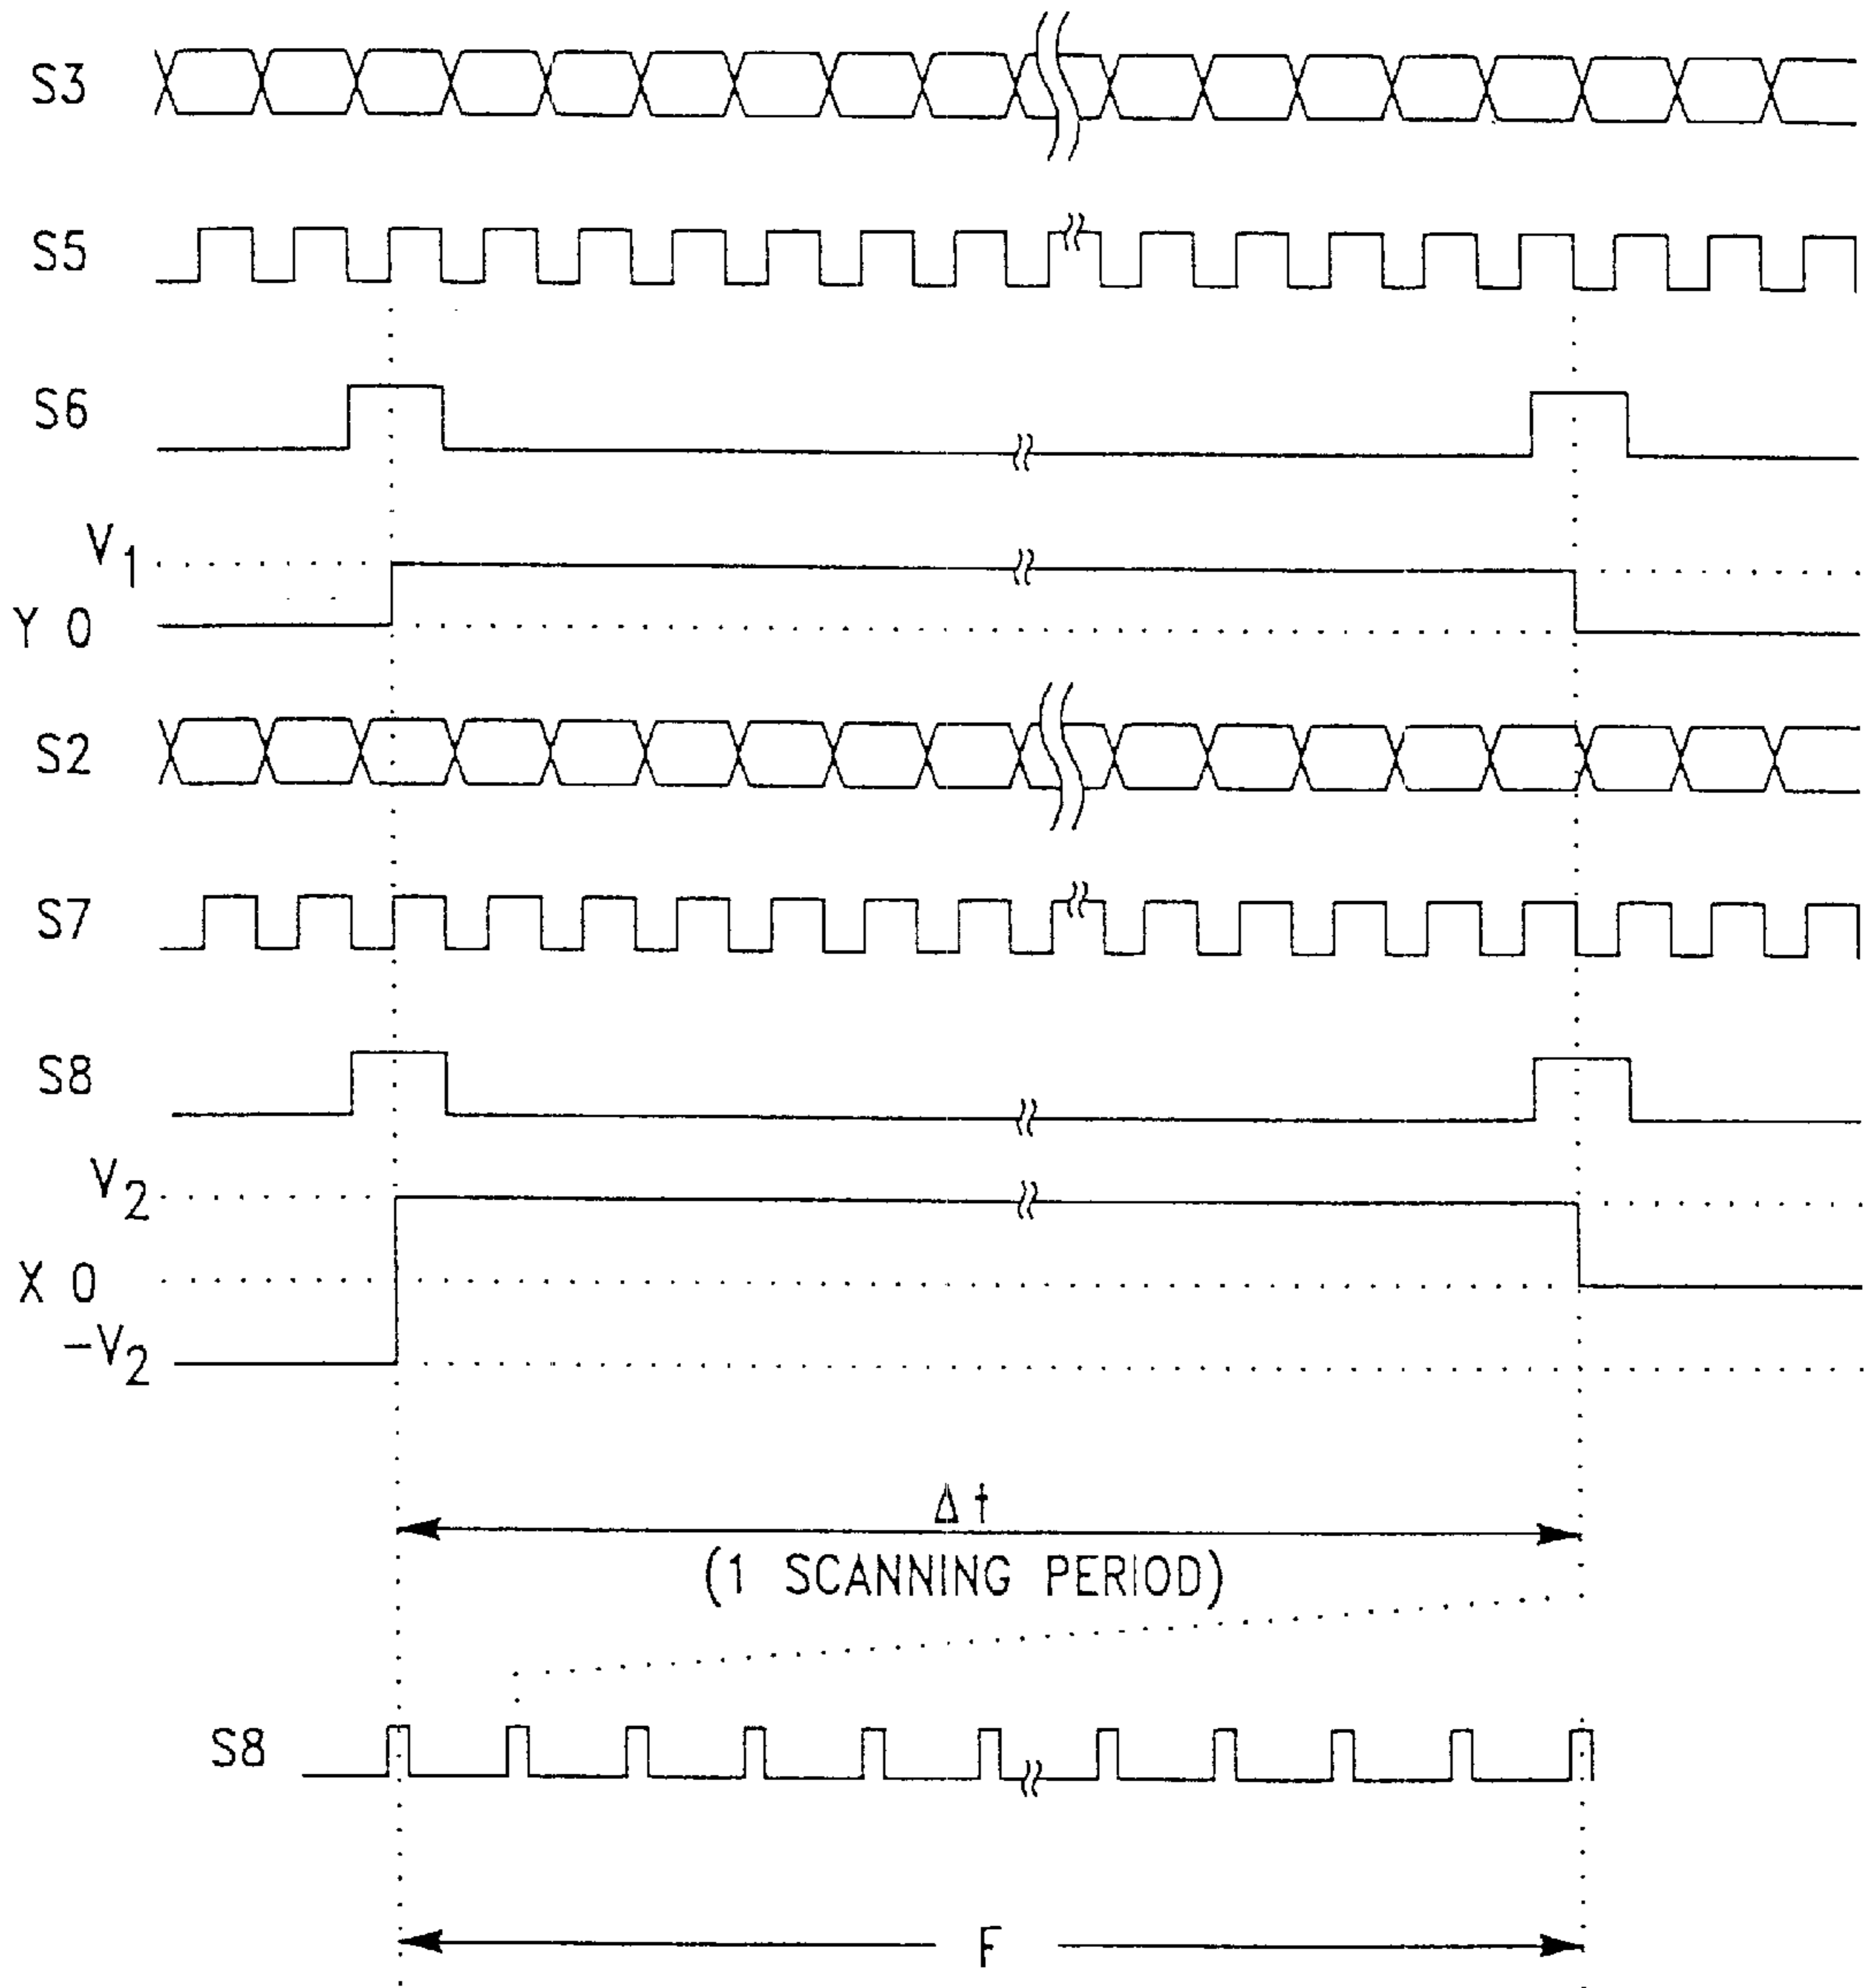 S3
S5
S6
V1
Y 0
S2
S7
S8
V2
X 0
-V2
Δt
(1 SCANNING PERIOD)
S8
F